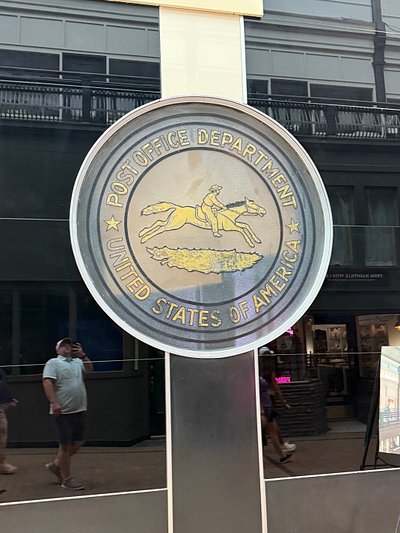 POST OFFICE DEPARTMENT
UNITED STATES OF AMERICA